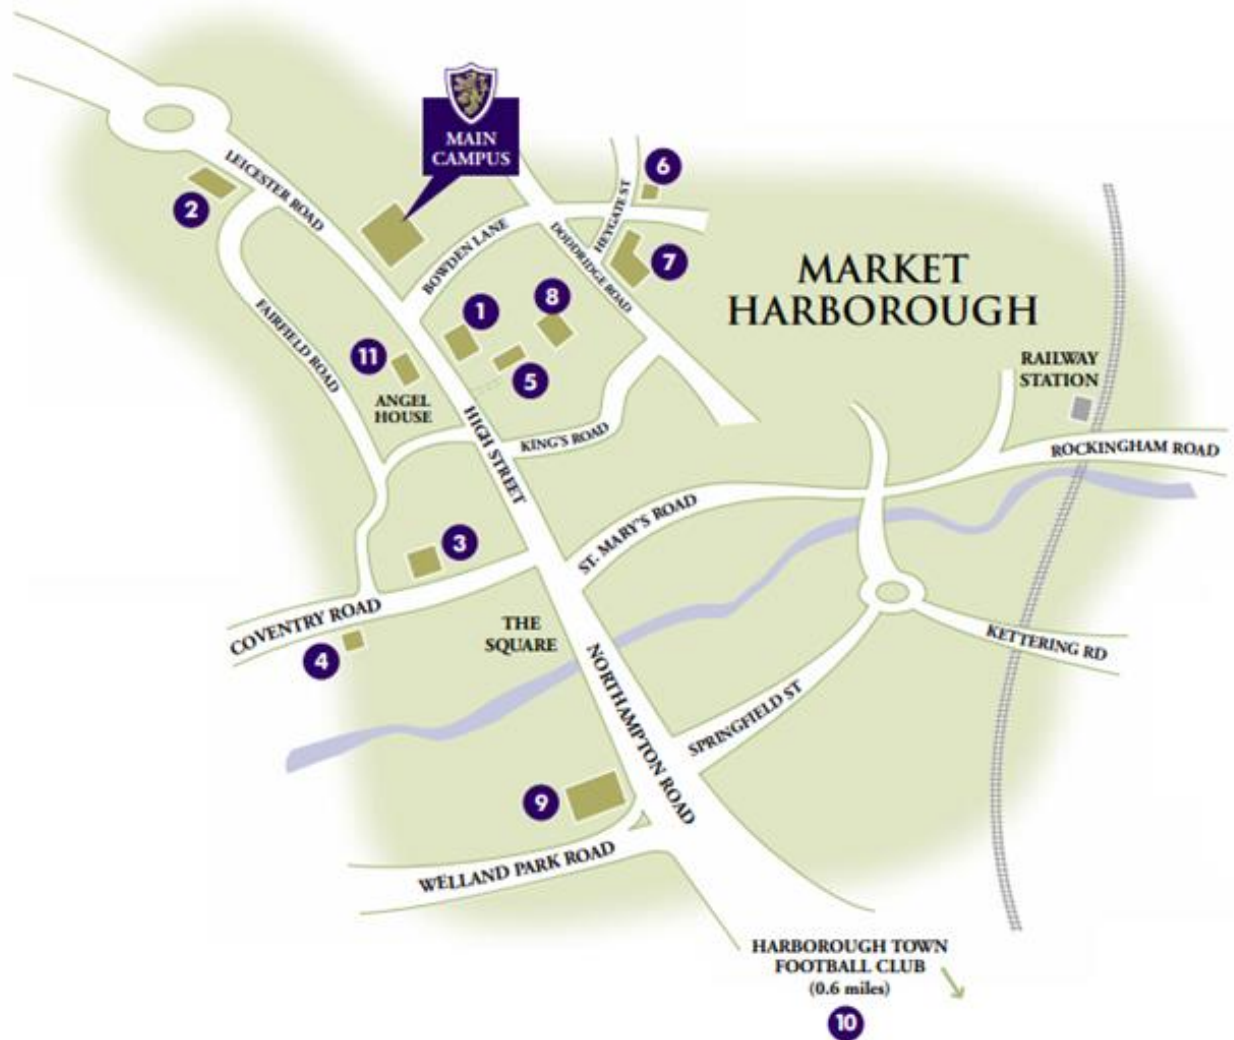 MAIN
CAMPUS
6
LEICESTER ROAD
2
HEYGATE ST
BOWDEN LANE
DODDRIDGE ROAD
7
MARKET
HARBOROUGH
8
1
FAIRFIELD ROAD
11
5
RAILWAY
STATION
ANGEL
HOUSE
HIGH STREET
KING'S ROAD
ROCKINGHAM ROAD
ST. MARY'S ROAD
3
COVENTRY ROAD
THE
SQUARE
4
KETTERING RD
NORTHAMPTON ROAD
SPRINGFIELD ST
9
WELLAND PARK ROAD
HARBOROUGH TOWN
FOOTBALL CLUB
(0.6 miles)
10